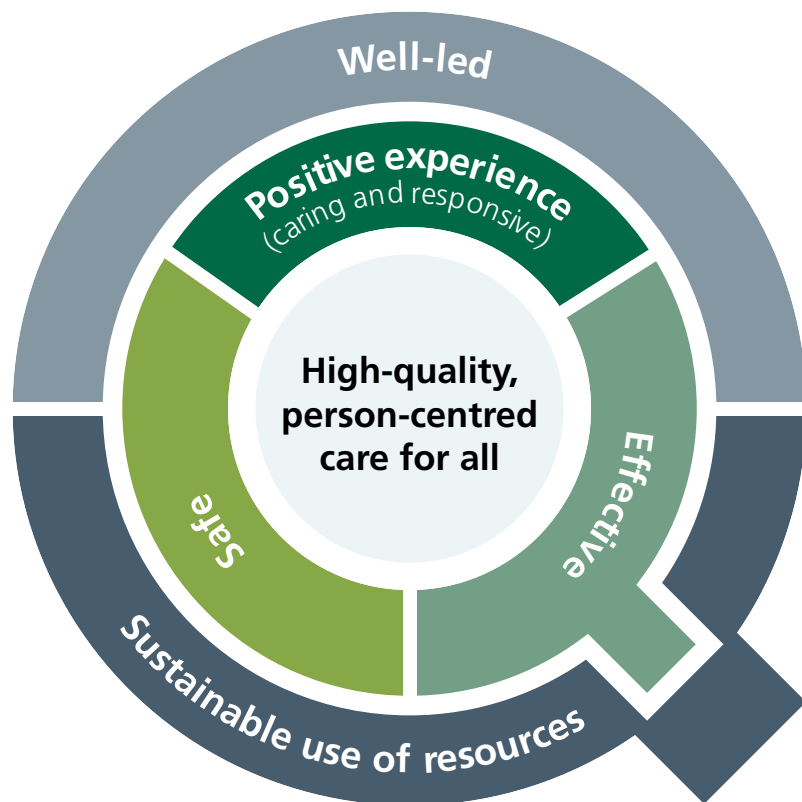 Well-led
Positive experience
(caring and responsive)
High-quality,
person-centred
care for all
Effective
Safe
Sustainable use of resources